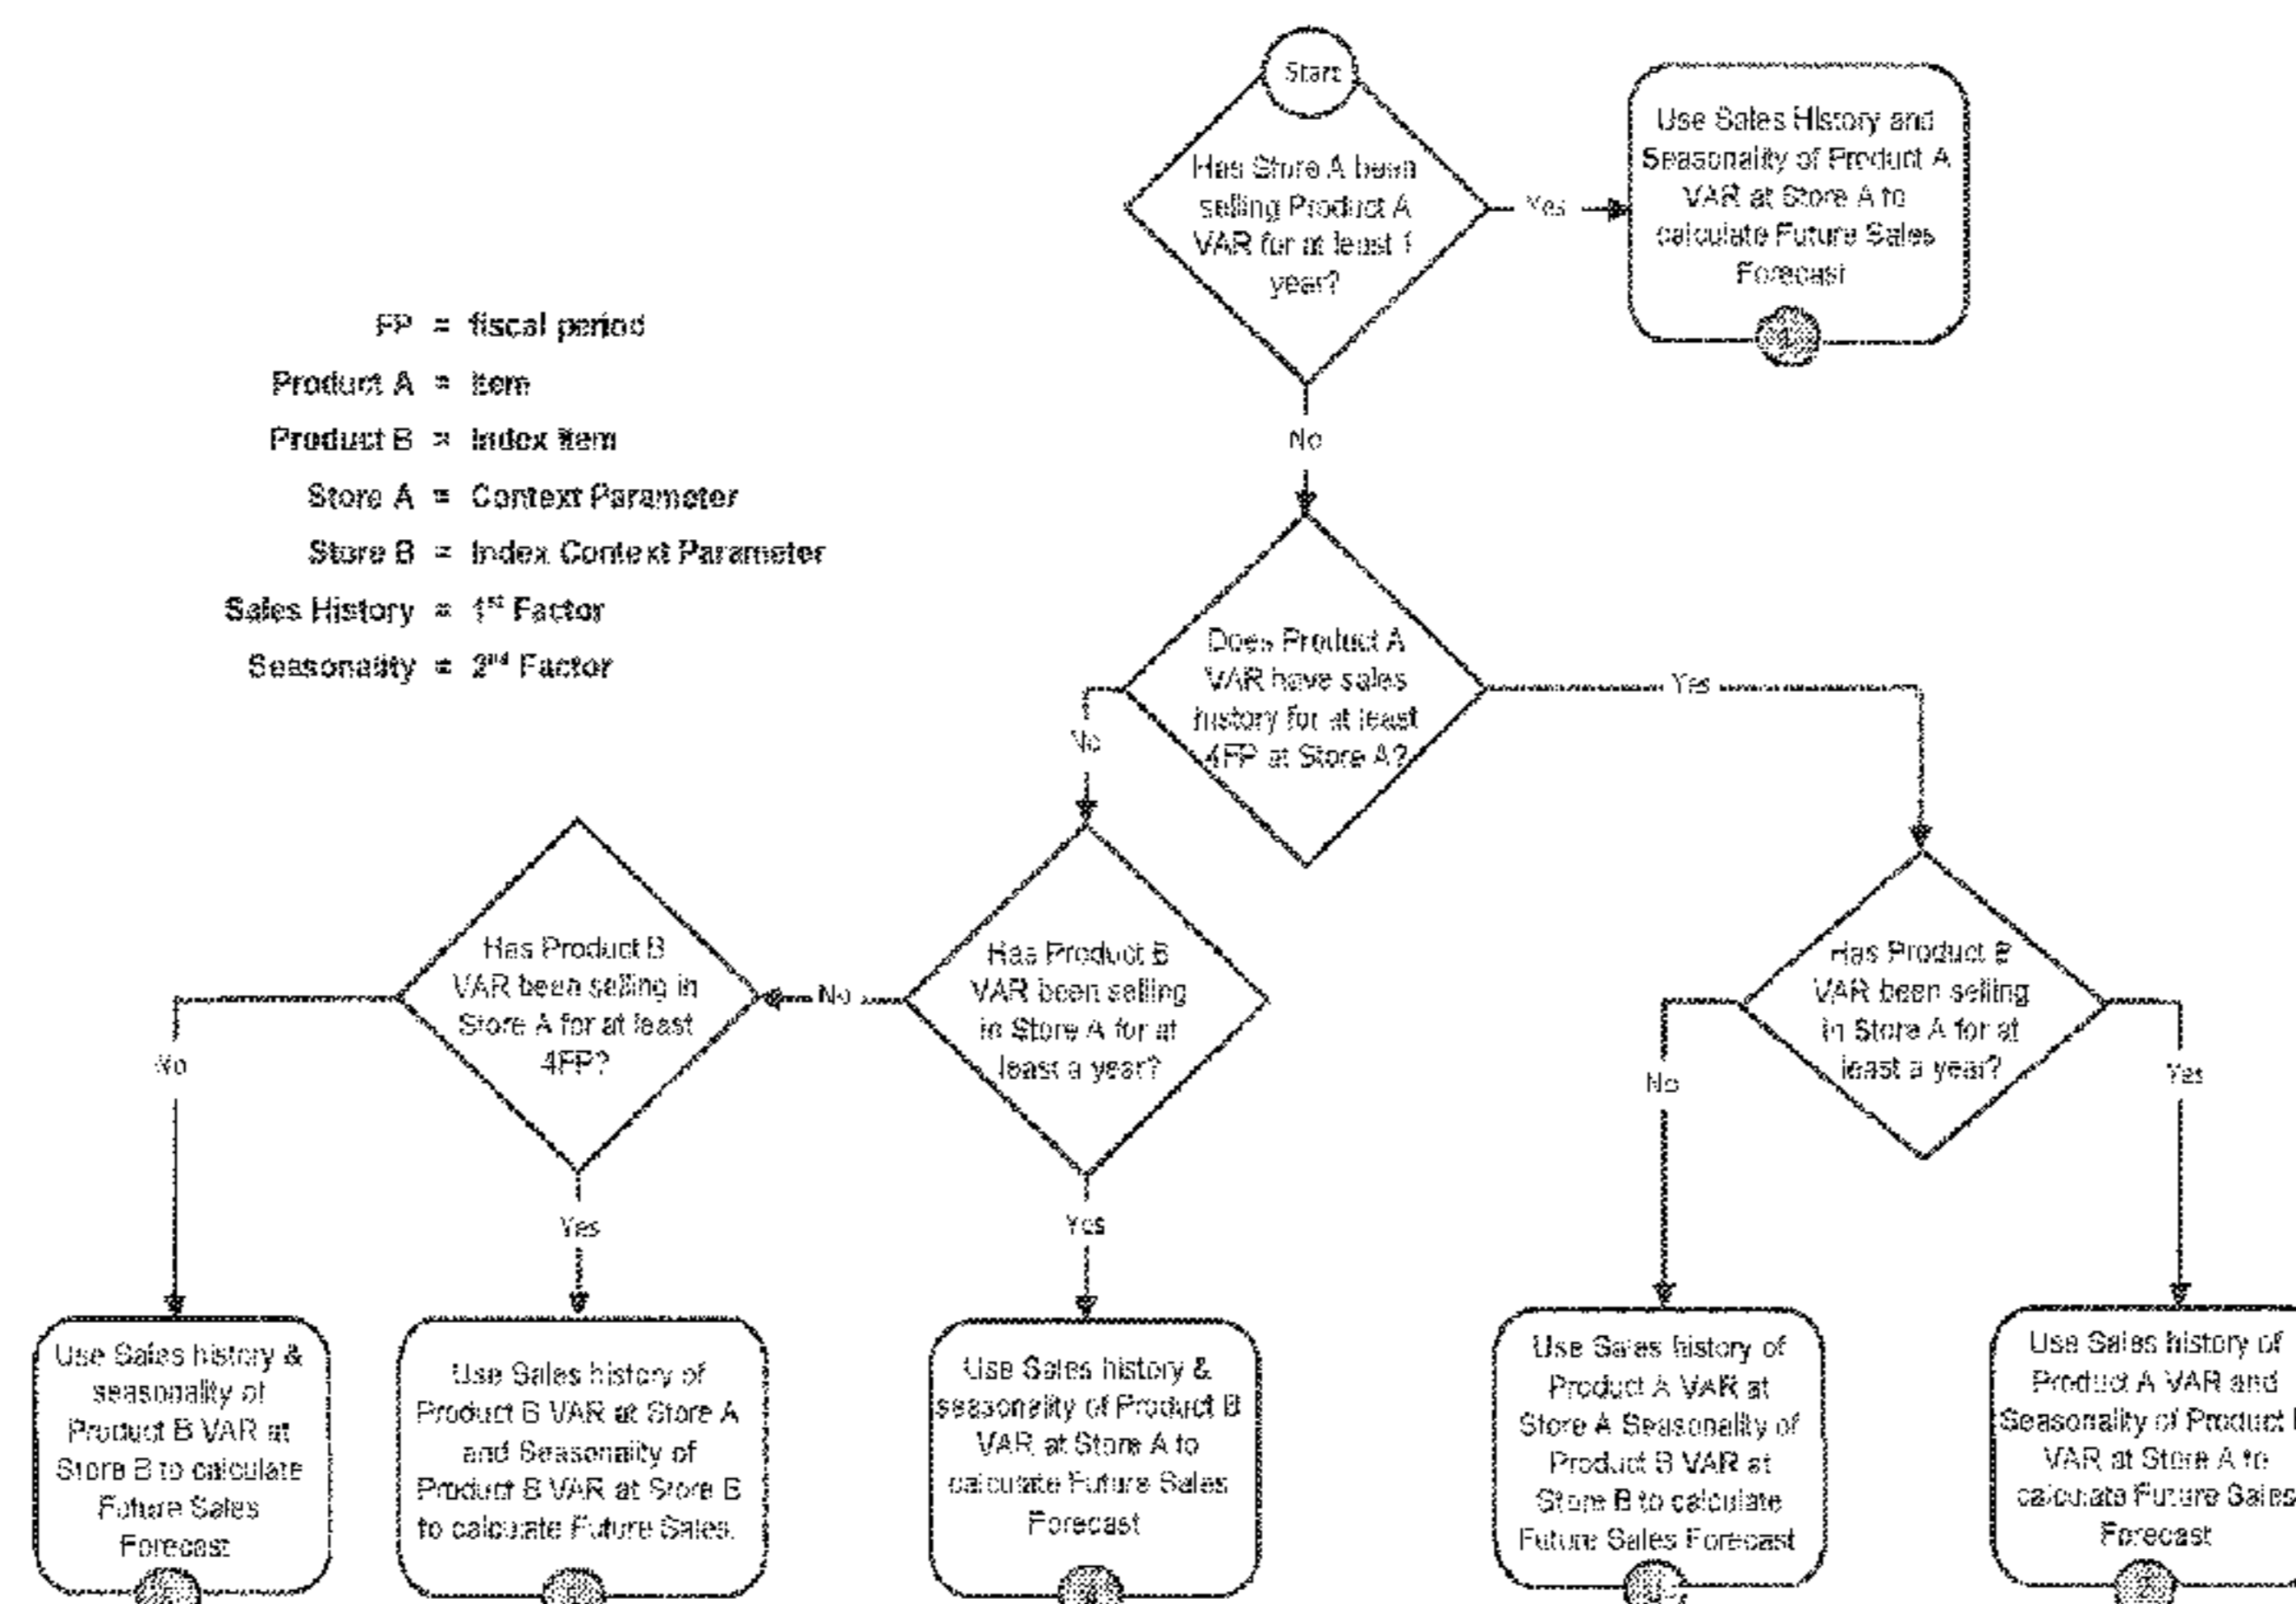 Start
Has Store A been
selling Product A
VAR for at least 1
year?
Yes
Use Sales History and
Seasonality of Product A
VAR at Store A to
calculate Future Sales
Forecast
No
FP = fiscal period
Product A = Item
Product B = Index Item
Store A = Context Parameter
Store B = Index Context Parameter
Sales History = 1st Factor
Seasonality = 2nd Factor
Does Product A
VAR have sales
history for at least
4FP at Store A?
No
Yes
Has Product B
VAR been selling in
Store A for at least
4FP?
No
Has Product B
VAR been selling
in Store A for at
least a year?
Has Product B
VAR been selling
in Store A for at
least a year?
No
Yes
Yes
No
Yes
Use Sales history &
seasonality of
Product B VAR at
Store B to calculate
Future Sales
Forecast
Use Sales history of
Product B VAR at Store A
and Seasonality of
Product B VAR at Store B
to calculate Future Sales.
Use Sales history &
seasonality of Product B
VAR at Store A to
calculate Future Sales
Forecast
Use Sales history of
Product A VAR at
Store A Seasonality of
Product B VAR at
Store B to calculate
Future Sales Forecast
Use Sales history of
Product A VAR and
Seasonality of Product
VAR at Store A to
calculate Future Sales
Forecast